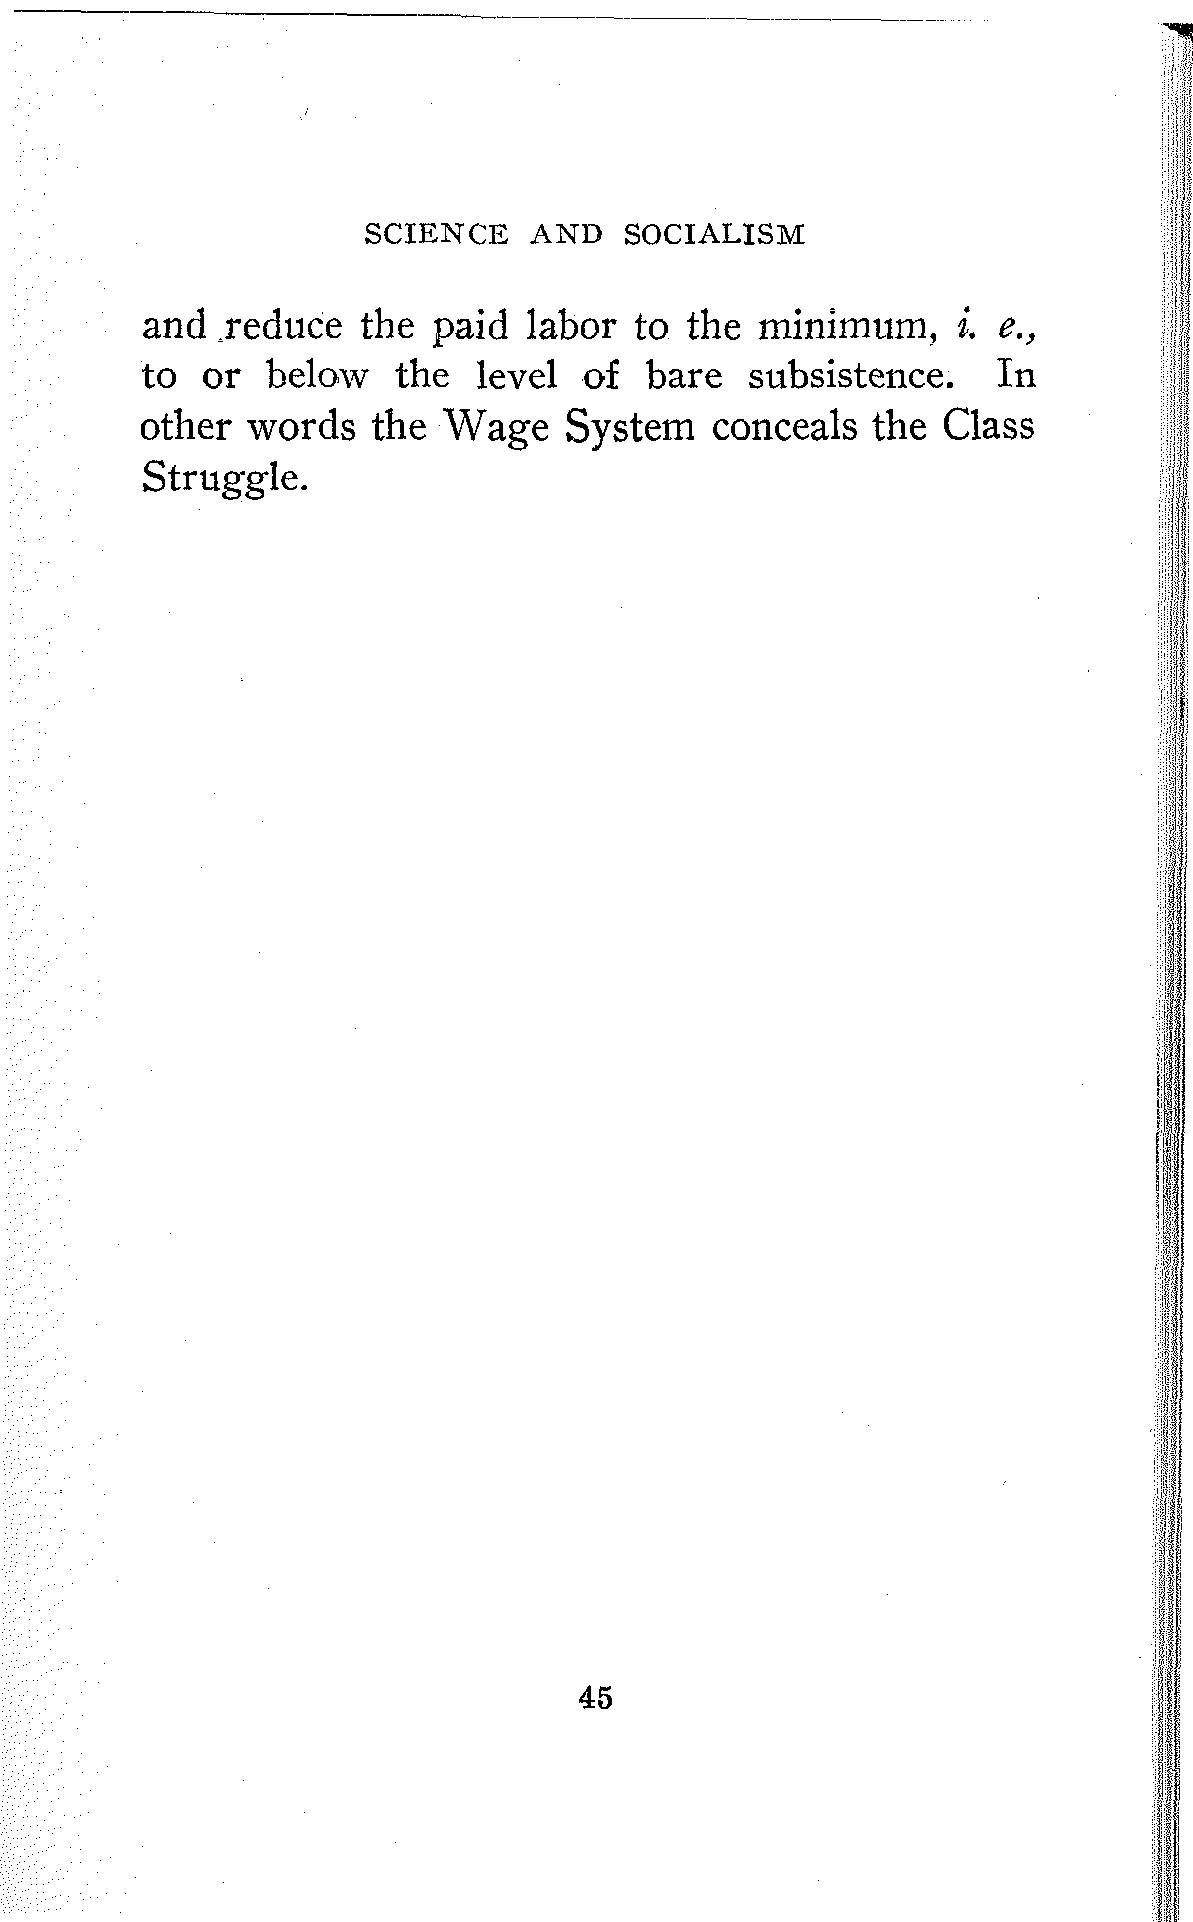 SCIENCE AND SOCIALISM
and reduce the paid labor to the minimum, i. e.,
to or below the level of bare subsistence. In
other words the Wage System conceals the Class
Struggle.
45